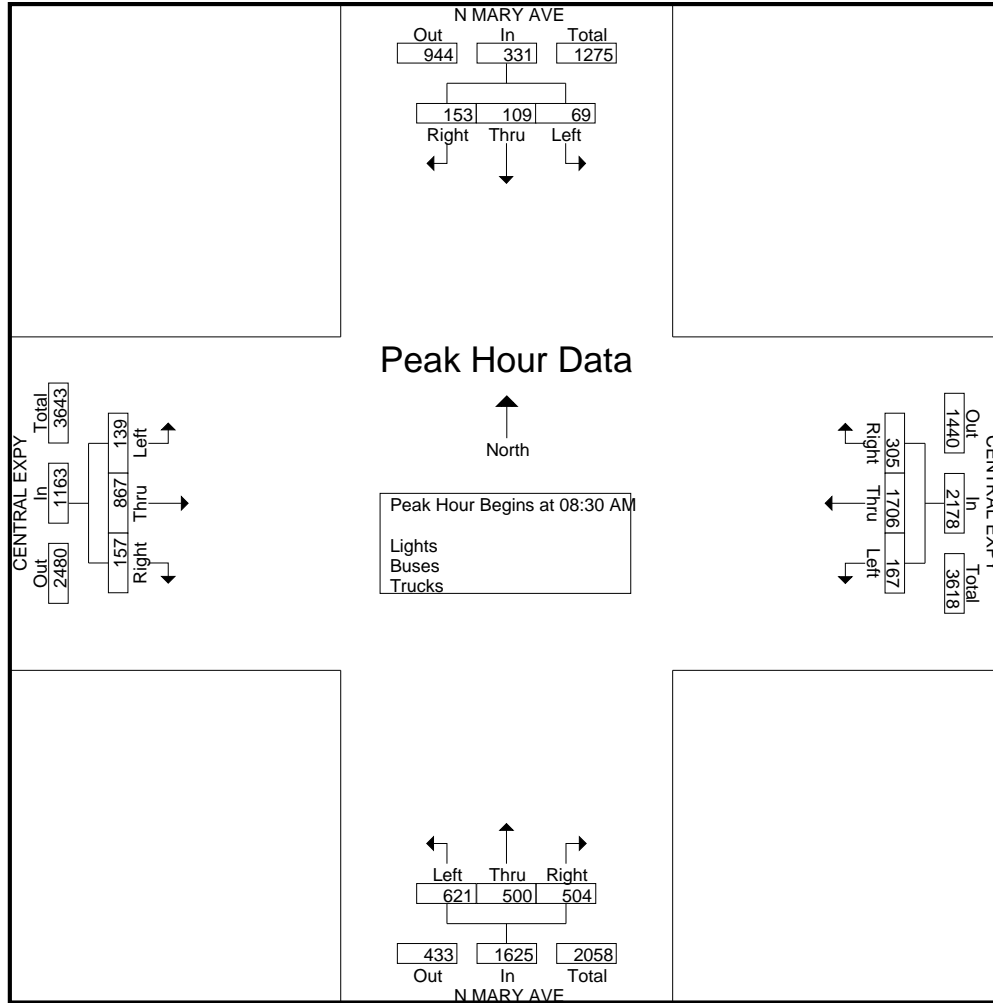 N MARY AVE
Out In Total
944 331 1275
153 109 69
Right Thru Left
Peak Hour Data
North
Peak Hour Begins at 08:30 AM
Lights
Buses
Trucks
CENTRAL EXPY
Out In Total
2480 1163 3643
157 867 139
Right Thru Left
CENTRAL EXPY
Out In Total
1440 2178 3618
305 1706 167
Right Thru Left
Left Thru Right
621 500 504
433 1625 2058
Out In Total
N MARY AVE